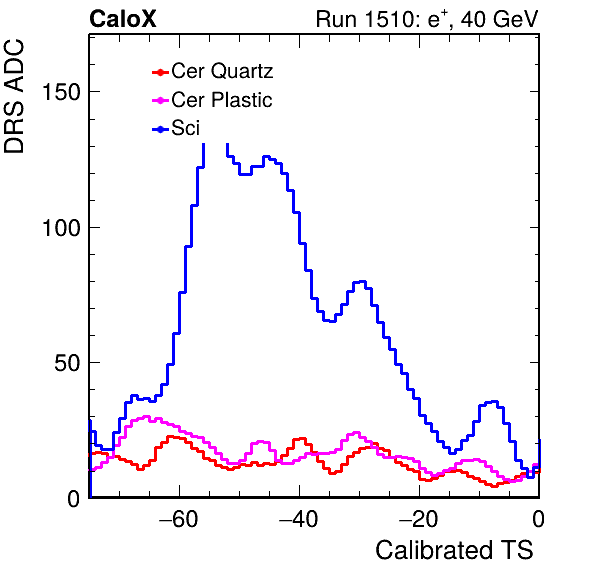 CaloX Run 1510: e⁺, 40 GeV
DRS ADC
Cer Quartz
Cer Plastic
Sci
150
100
50
0
−60 −40 −20 0
Calibrated TS